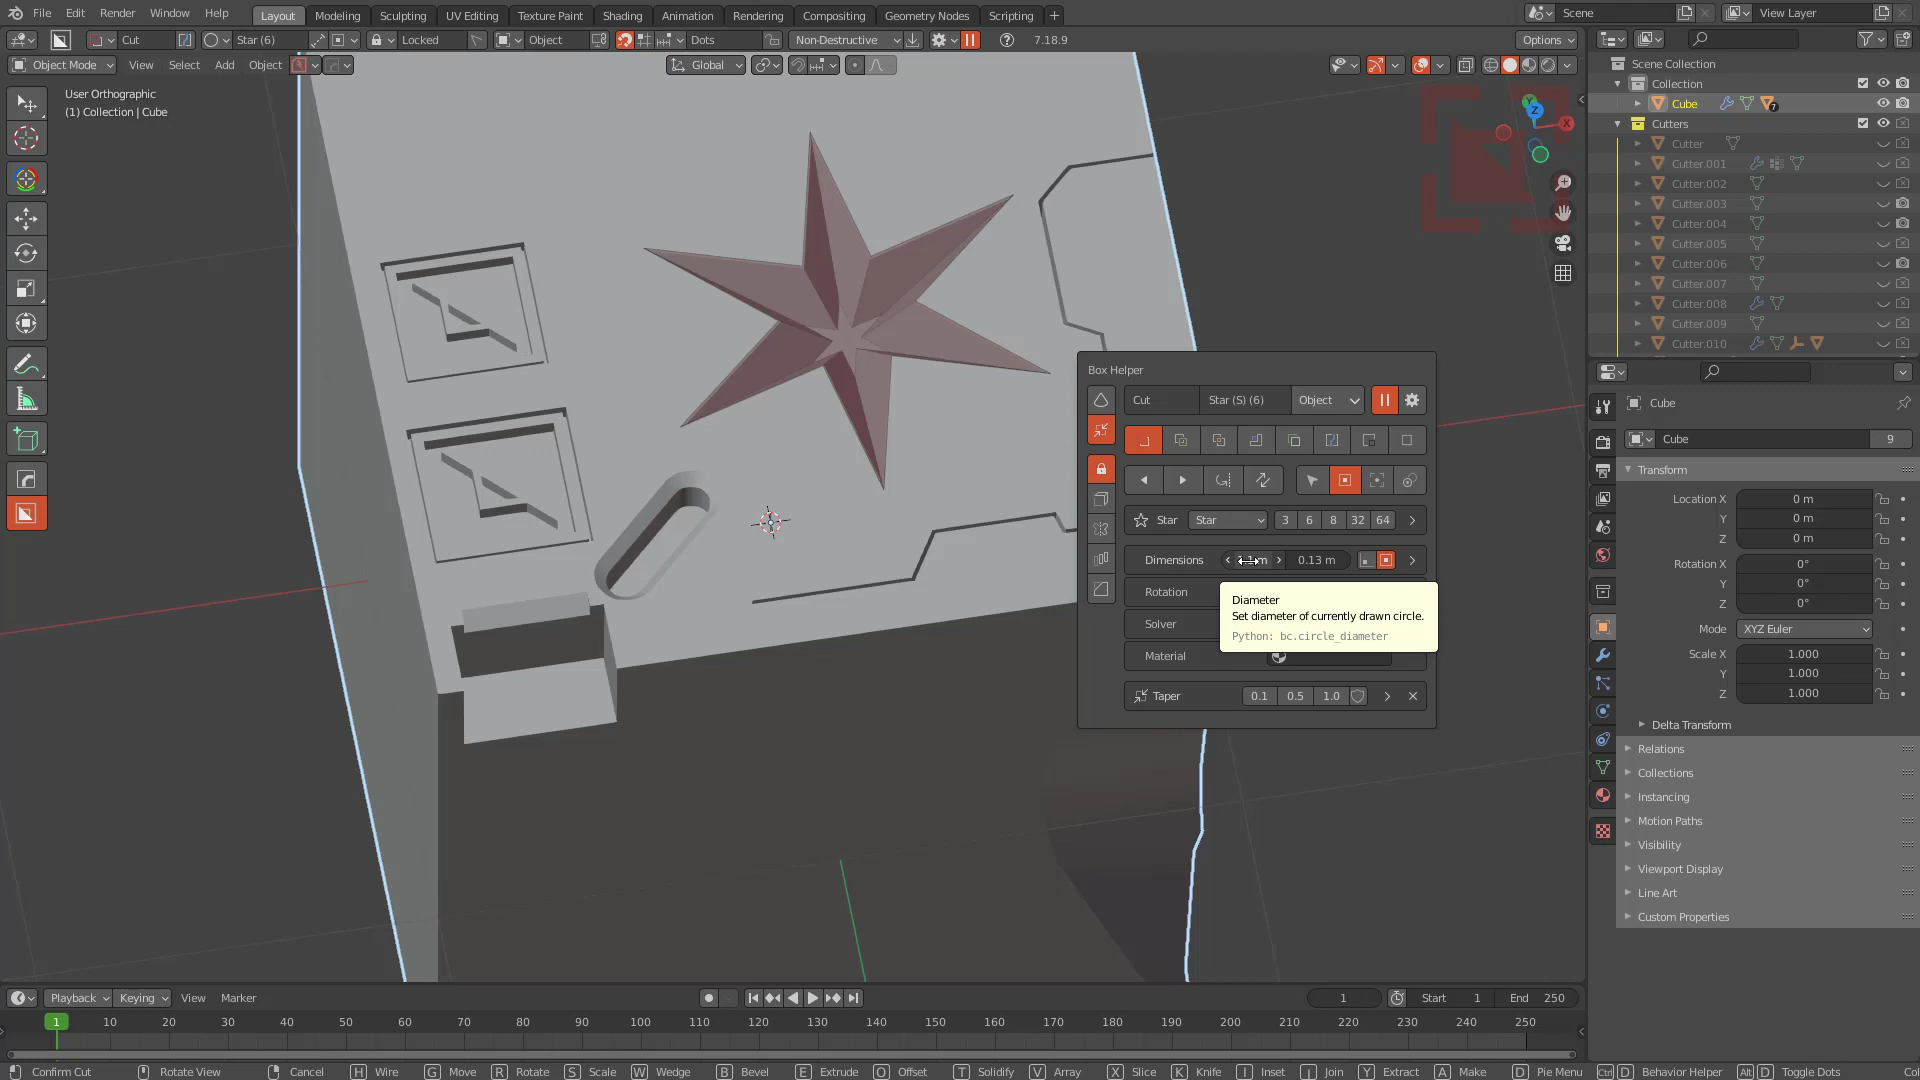 File Edit Render Window Help Layout Modeling Sculpting UV Editing Texture Paint Shading Animation Rendering Compositing Geometry Nodes Scripting Scene View Layer
Cut Star (6) Locked Object Dots Non-Destructive 7.18.9 Options
Object Mode View Select Add Object Global
User Orthographic
(1) Collection | Cube
Z
X
Scene Collection
Collection
Cube 7
Cutters
Cutter
Cutter.001
Cutter.002
Cutter.003
Cutter.004
Cutter.005
Cutter.006
Cutter.007
Cutter.008
Cutter.009
Cutter.010
Box Helper
Cut Star (S) (6) Object
Star Star 3 6 8 32 64
Dimensions 0.13 m
Rotation
Solver
Material
Taper 0.1 0.5 1.0
Diameter
Set diameter of currently drawn circle.
Python: bc.circle_diameter
Cube
Cube 9
Transform
Location X 0 m
Y 0 m
Z 0 m
Rotation X 0°
Y 0°
Z 0°
Mode XYZ Euler
Scale X 1.000
Y 1.000
Z 1.000
Delta Transform
Relations
Collections
Instancing
Motion Paths
Visibility
Viewport Display
Line Art
Custom Properties
Playback Keying View Marker 1 Start 1 End 250
1 10 20 30 40 50 60 70 80 90 100 110 120 130 140 150 160 170 180 190 200 210 220 230 240 250
Confirm Cut Rotate View Cancel H Wire G Move R Rotate S Scale W Wedge B Bevel E Extrude O Offset T Solidify V Array X Slice K Knife I Inset J Join Y Extract A Make D Pie Menu Ctrl D Behavior Helper Alt D Toggle Dots